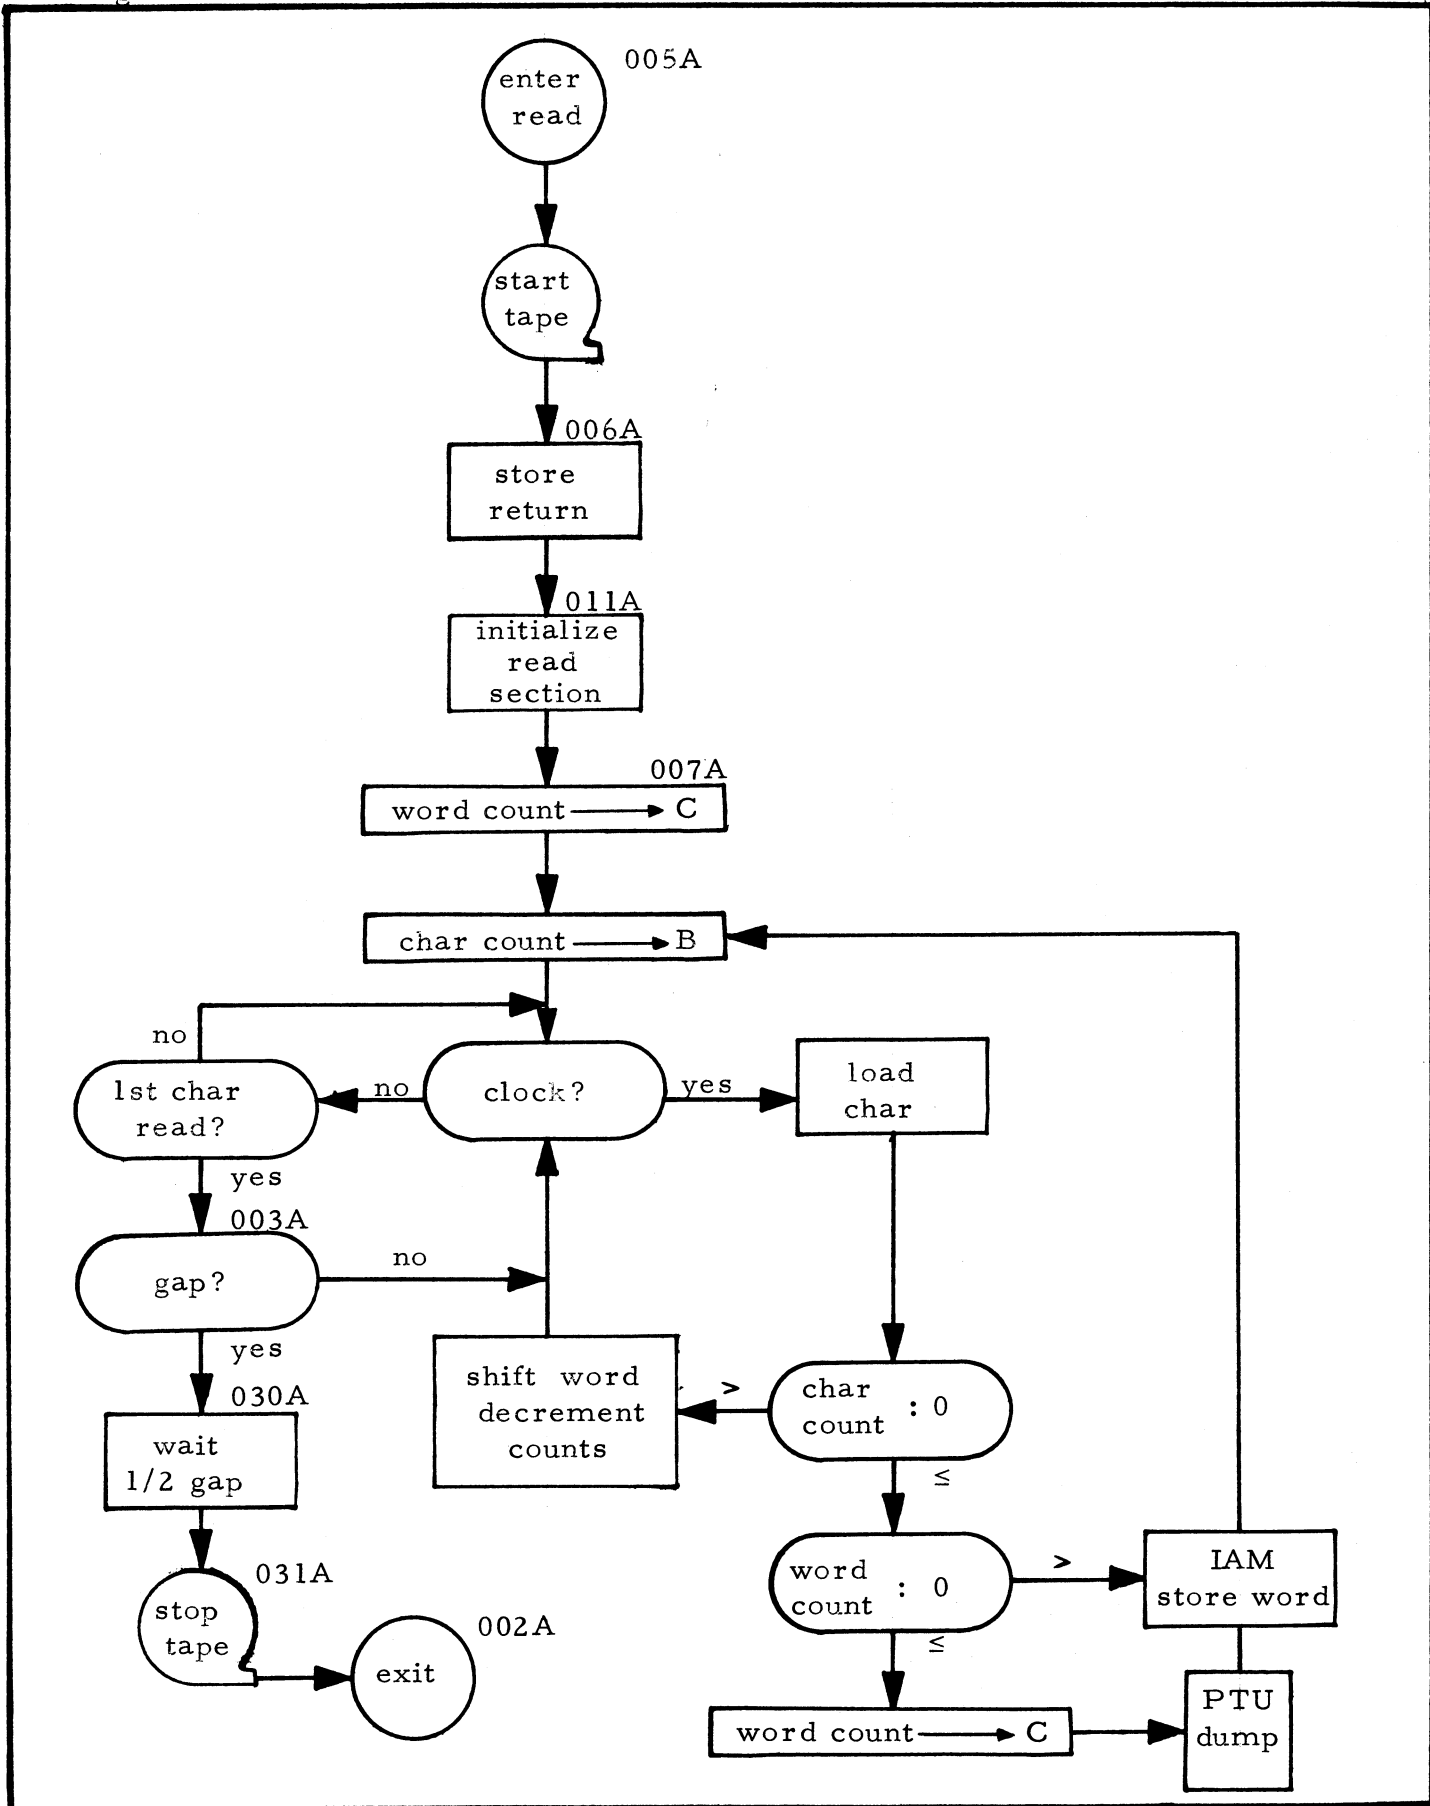 005A
enter
read
start
tape
006A
store
return
011A
initialize
read
section
007A
word count → C
char count → B
no
1st char
read?
no
clock?
yes
load
char
yes
003A
gap?
no
yes
030A
wait
1/2 gap
shift word
decrement
counts
>
char
count : 0
≤
word
count : 0
>
IAM
store word
≤
031A
stop
tape
002A
exit
word count → C
PTU
dump